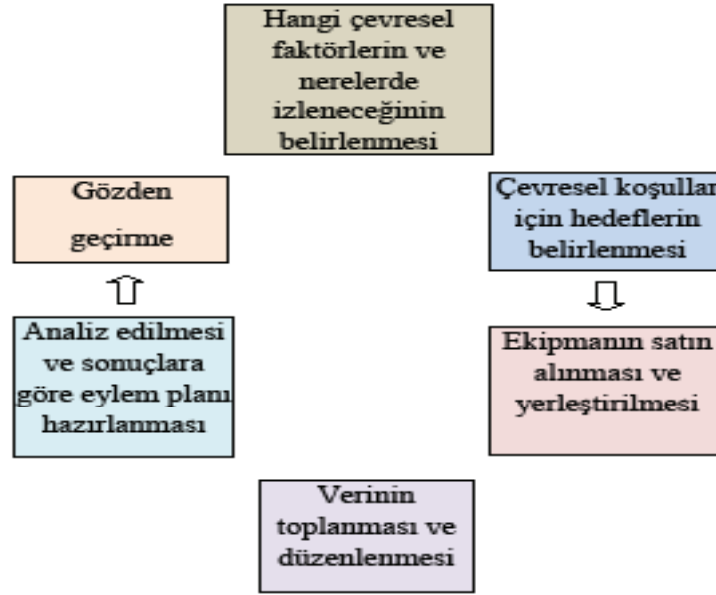 Hangi çevresel
faktörlerin ve
nerelerde
izleneceğinin
belirlenmesi
Çevresel koşullar
için hedeflerin
belirlenmesi
Ekipmanın satın
alınması ve
yerleştirilmesi
Verinin
toplanması ve
düzenlenmesi
Analiz edilmesi
ve sonuçlara
göre eylem planı
hazırlanması
Gözden
geçirme